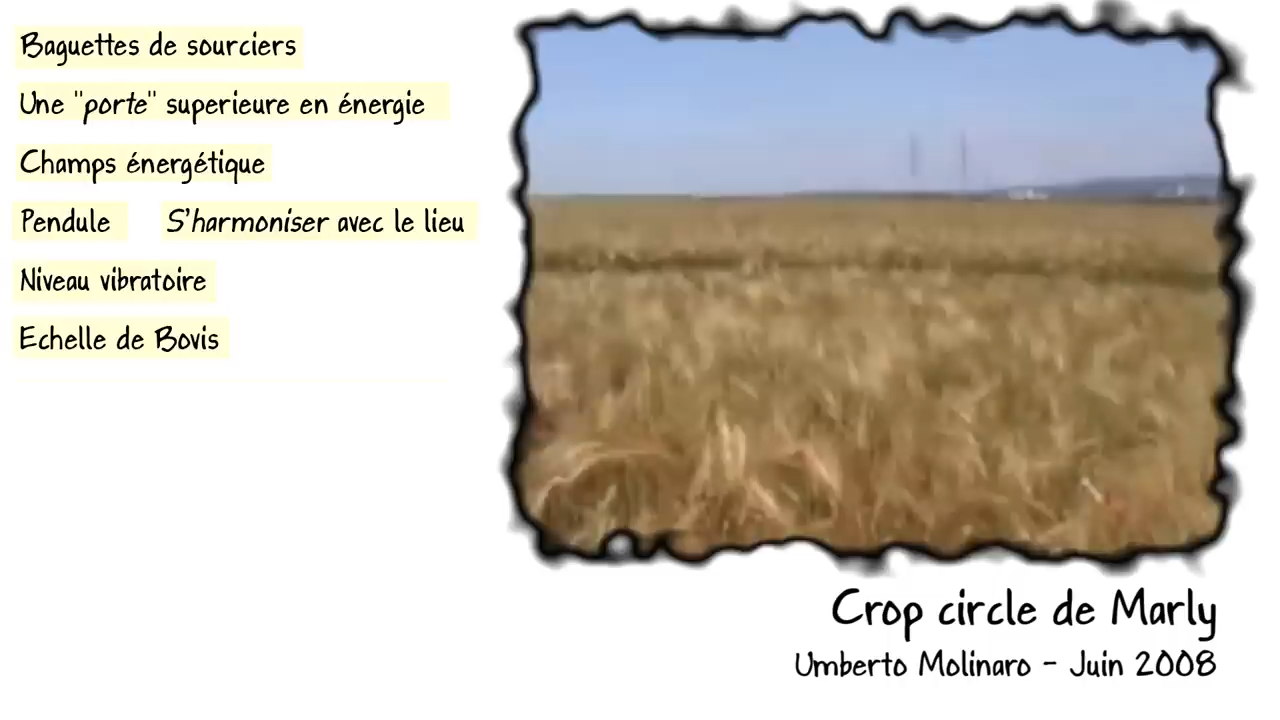 Baguettes de sourciers
Une "porte" superieure en énergie
Champs énergétique
Pendule S'harmoniser avec le lieu
Niveau vibratoire
Echelle de Bovis
Crop circle de Marly
Umberto Molinaro - Juin 2008